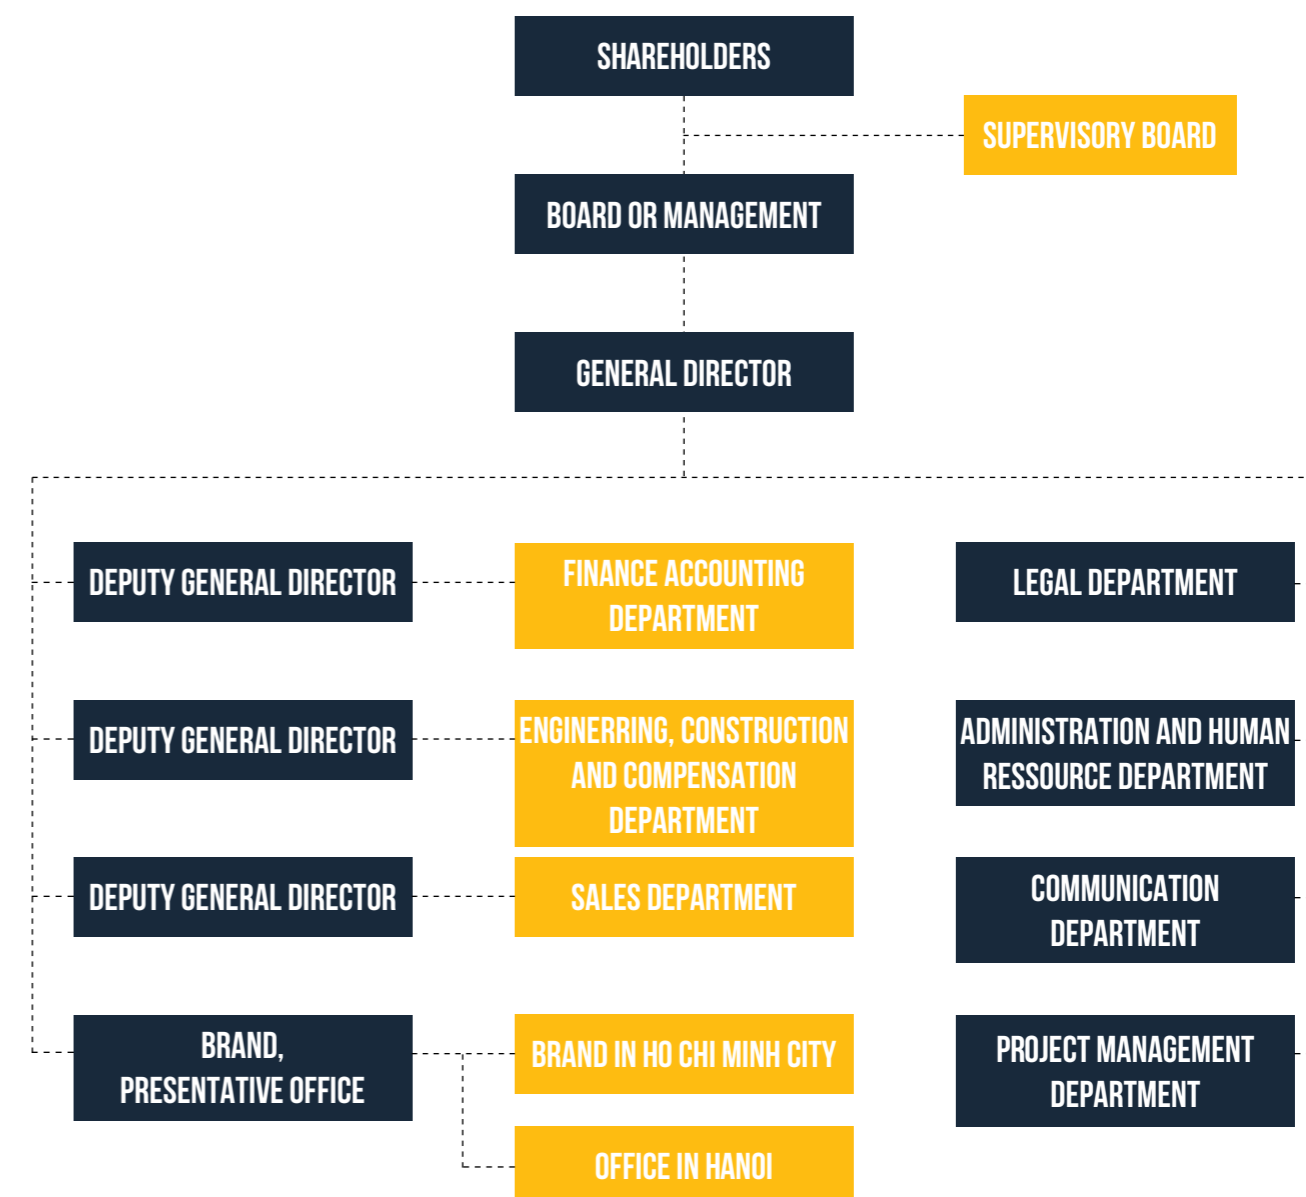 SHAREHOLDERS
SUPERVISORY BOARD
BOARD OR MANAGEMENT
GENERAL DIRECTOR
DEPUTY GENERAL DIRECTOR
FINANCE ACCOUNTING
DEPARTMENT
LEGAL DEPARTMENT
DEPUTY GENERAL DIRECTOR
ENGINERRING, CONSTRUCTION
AND COMPENSATION
DEPARTMENT
ADMINISTRATION AND HUMAN
RESSOURCE DEPARTMENT
DEPUTY GENERAL DIRECTOR
SALES DEPARTMENT
COMMUNICATION
DEPARTMENT
BRAND,
PRESENTATIVE OFFICE
BRAND IN HO CHI MINH CITY
OFFICE IN HANOI
PROJECT MANAGEMENT
DEPARTMENT